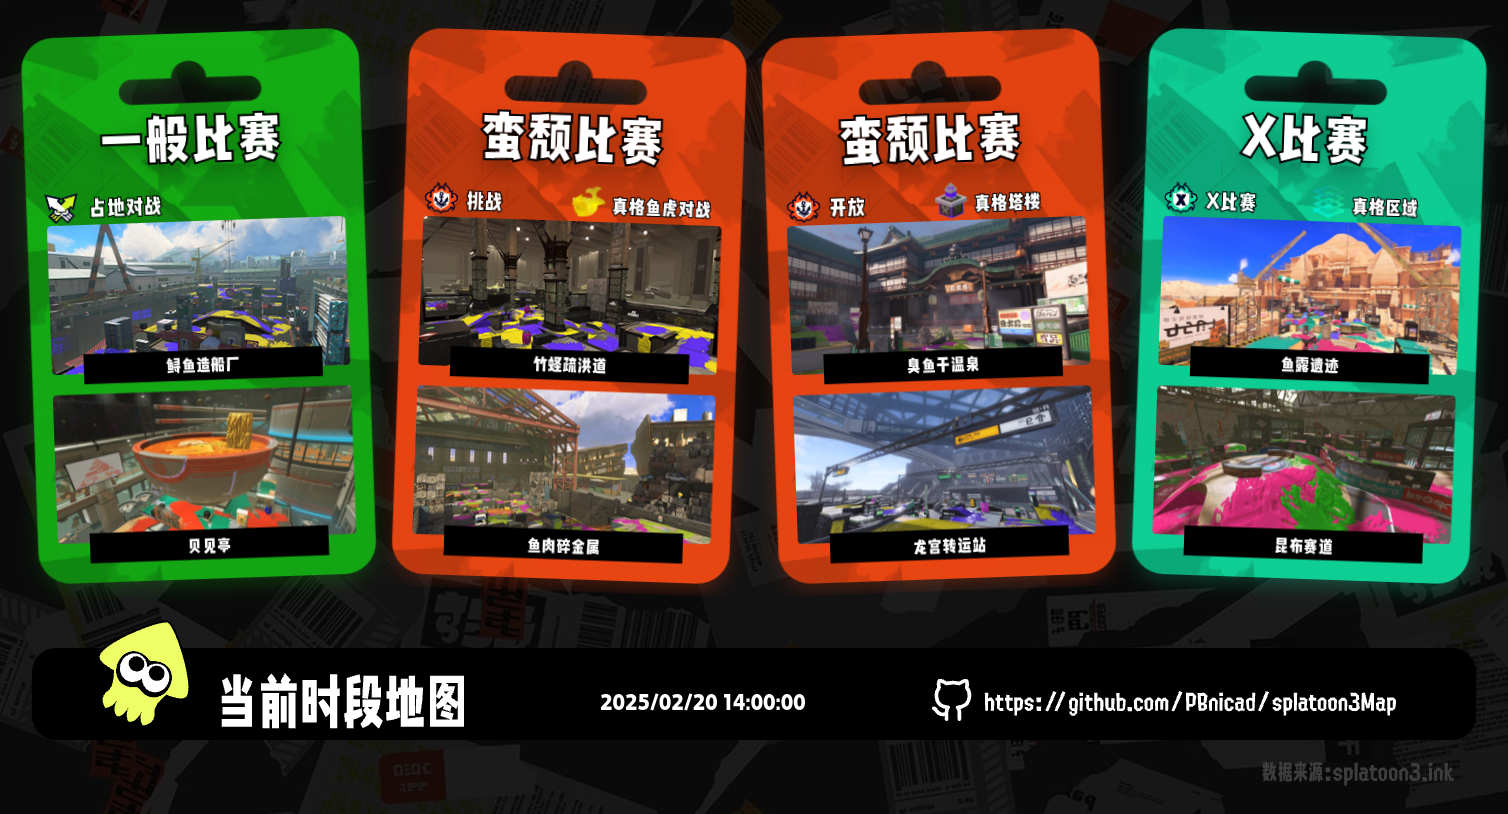 一般比赛
占地对战
鲟鱼造船厂
贝见亭
蛮颓比赛
挑战
真格鱼虎对战
竹蛏疏洪道
鱼肉碎金属
蛮颓比赛
开放
真格塔楼
臭鱼干温泉
龙宫转运站
X比赛
X比赛
真格区域
鱼露遗迹
昆布赛道
当前时段地图
2025/02/20 14:00:00
https://github.com/PBnicad/splatoon3Map
数据来源:splatoon3.ink